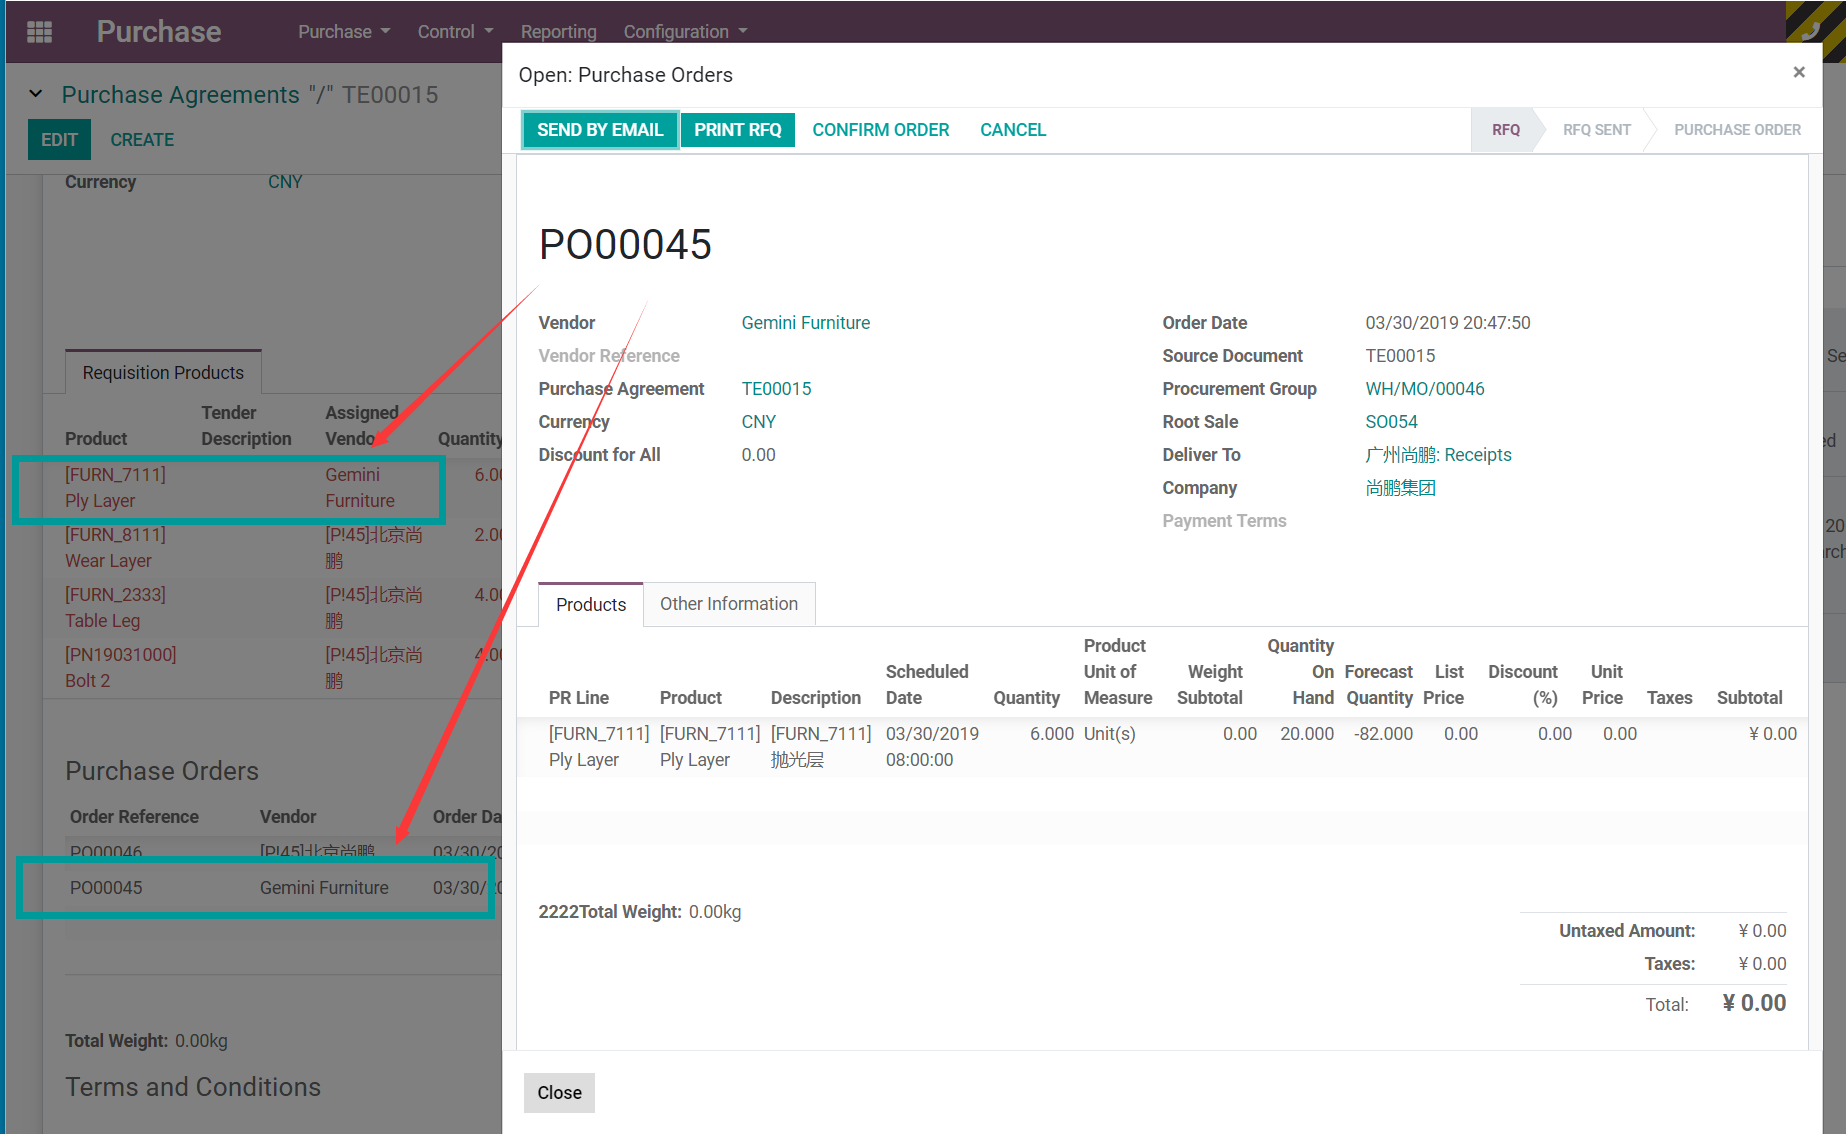 Purchase Purchase Control Reporting Configuration
Purchase Agreements "/" TE00015
EDIT CREATE
Currency CNY
Requisition Products
Product Tender Description Assigned Vendo Quantity
[FURN_7111] Ply Layer Gemini Furniture 6.00
[FURN_8111] Wear Layer [P!45]北京尚鹏 2.00
[FURN_2333] Table Leg [P!45]北京尚鹏 4.00
[PN19031000] Bolt 2 [P!45]北京尚鹏 4.00
Purchase Orders
Order Reference Vendor Order Da
PO00046 [P!45]北京尚鹏 03/30/20
PO00045 Gemini Furniture 03/30/20
Total Weight: 0.00kg
Terms and Conditions
Open: Purchase Orders ×
SEND BY EMAIL PRINT RFQ CONFIRM ORDER CANCEL RFQ RFQ SENT PURCHASE ORDER
PO00045
Vendor Gemini Furniture Order Date 03/30/2019 20:47:50
Vendor Reference Source Document TE00015
Purchase Agreement TE00015 Procurement Group WH/MO/00046
Currency CNY Root Sale SO054
Discount for All 0.00 Deliver To 广州尚鹏: Receipts
Company 尚鹏集团
Payment Terms
Products Other Information
PR Line Product Description Scheduled Date Quantity Product Unit of Measure Weight Subtotal Quantity On Hand Forecast Quantity List Price Discount (%) Unit Price Taxes Subtotal
[FURN_7111] Ply Layer [FURN_7111] Ply Layer [FURN_7111] 抛光层 03/30/2019 08:00:00 6.000 Unit(s) 0.00 20.000 -82.000 0.00 0.00 0.00 ¥ 0.00
2222Total Weight: 0.00kg
Untaxed Amount: ¥ 0.00
Taxes: ¥ 0.00
Total: ¥ 0.00
Close
Se
ed
20
rch